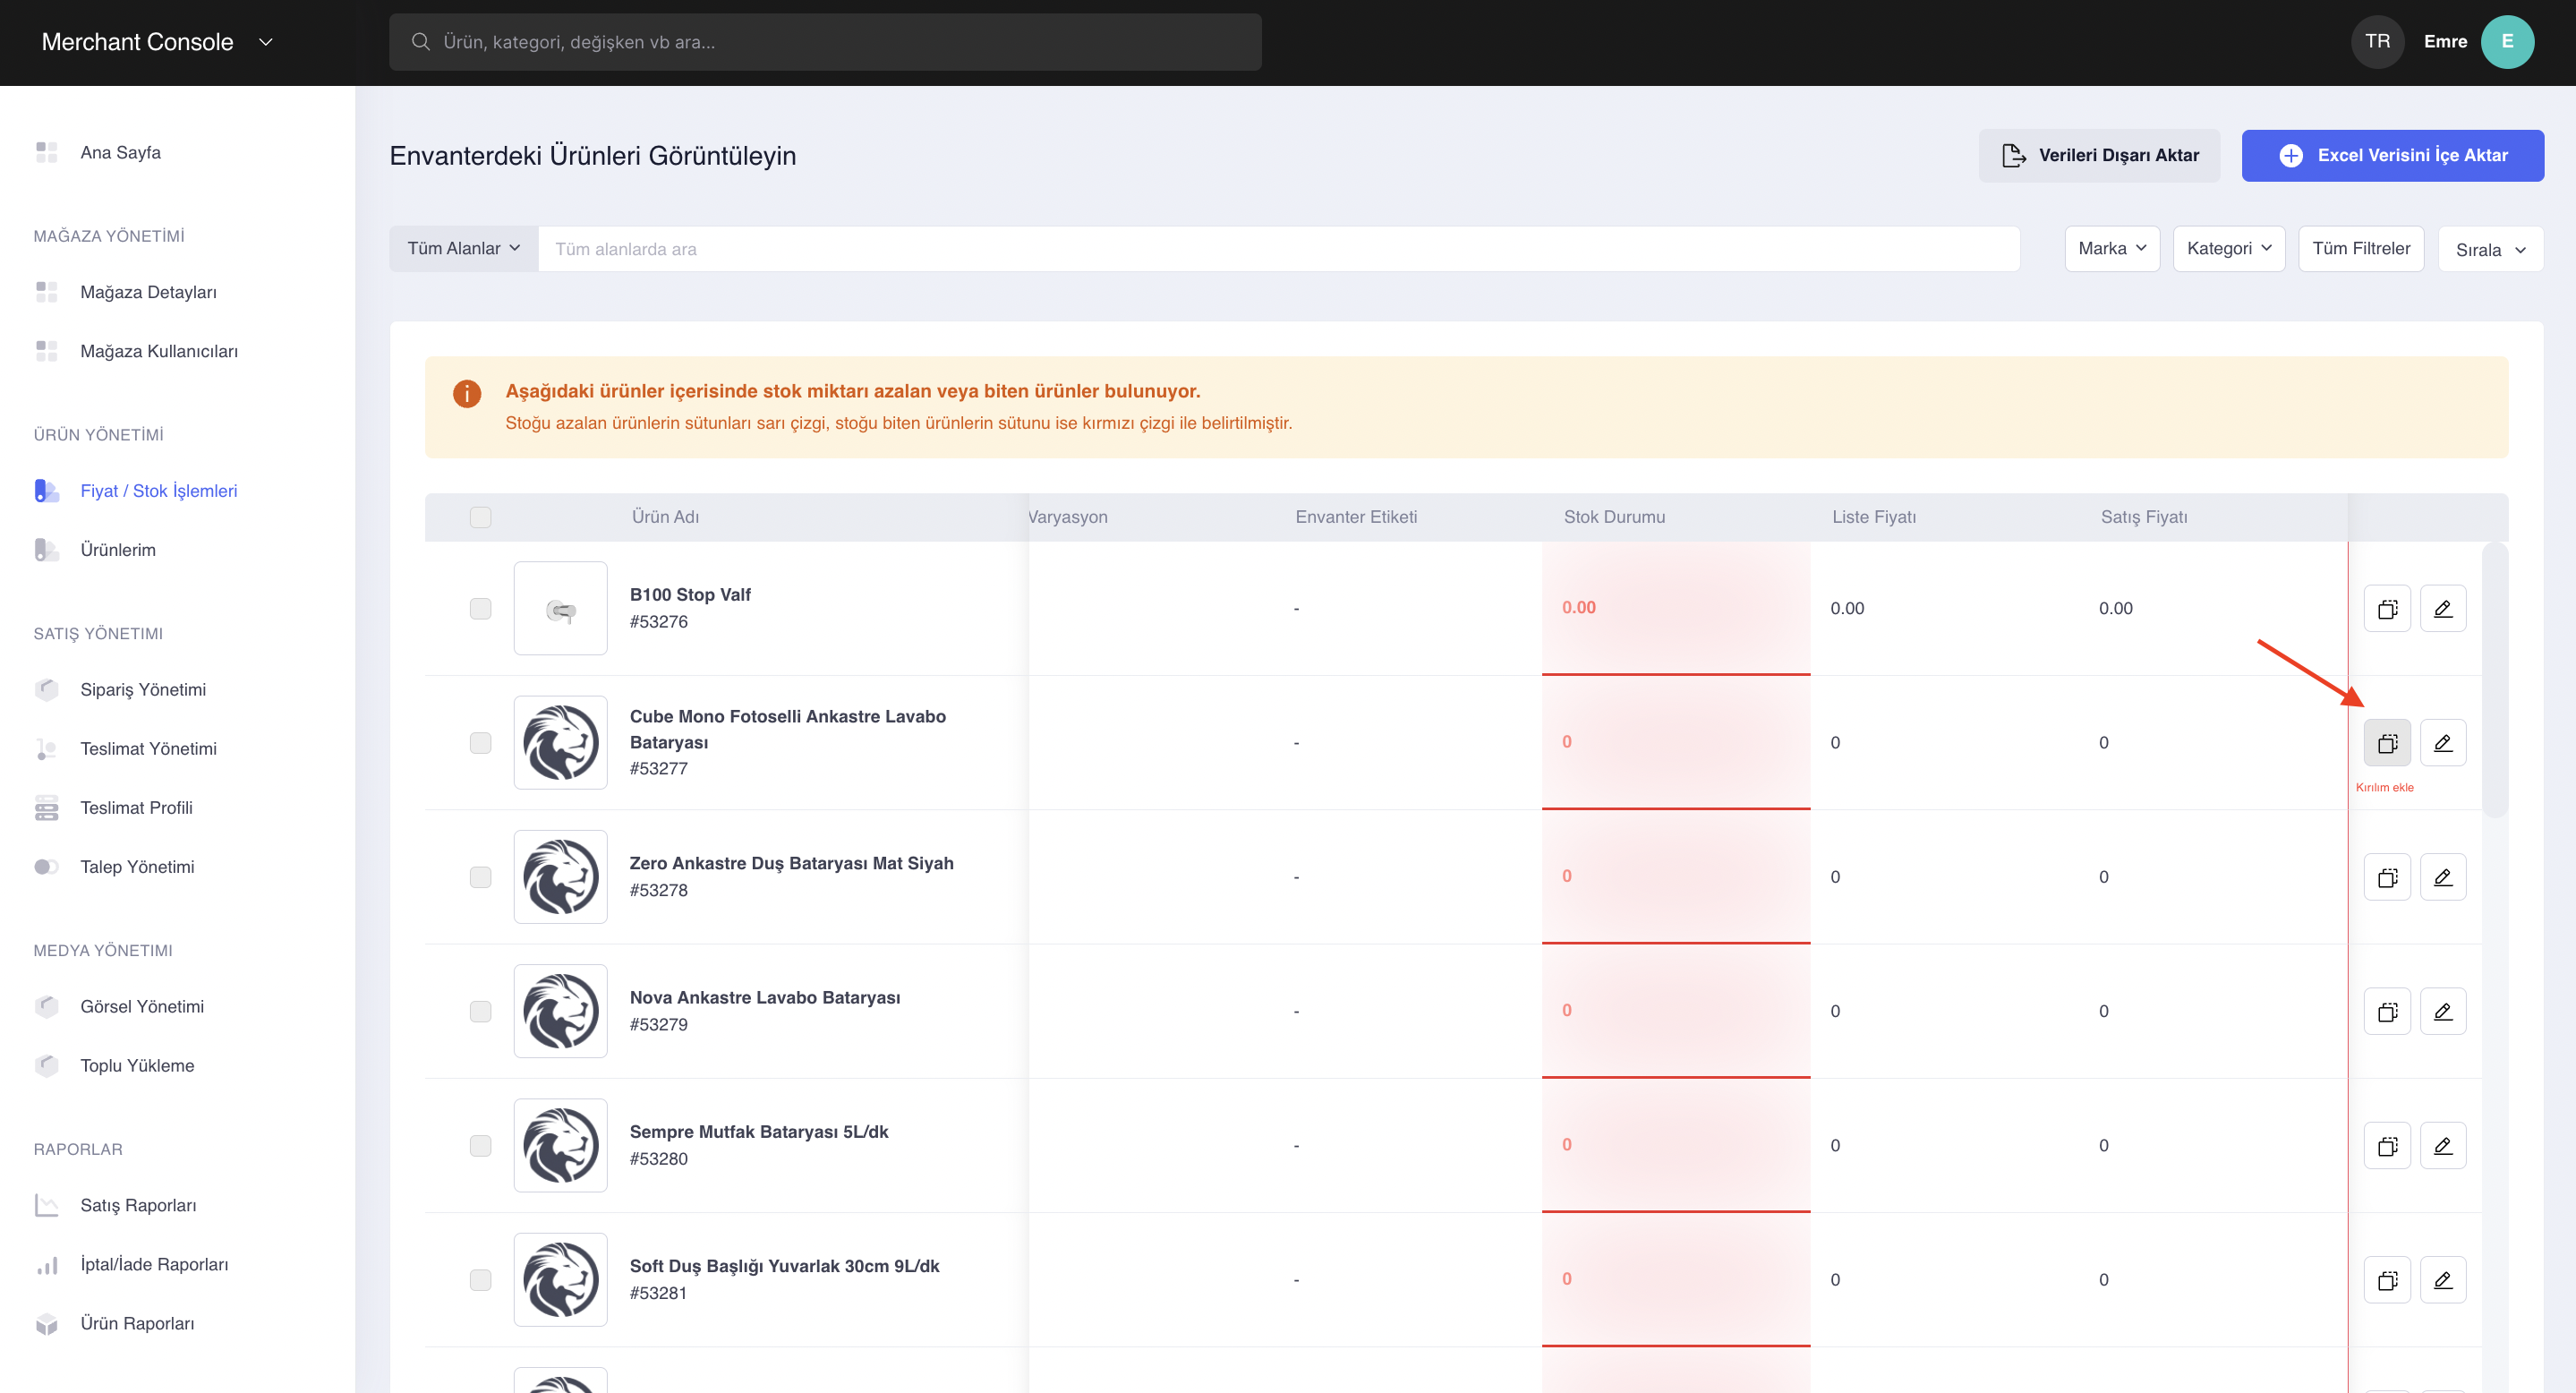 Merchant Console
Ürün, kategori, değişken vb ara...
TR
Emre
E
Ana Sayfa
MAĞAZA YÖNETİMİ
Mağaza Detayları
Mağaza Kullanıcıları
ÜRÜN YÖNETİMİ
Fiyat / Stok İşlemleri
Ürünlerim
SATIŞ YÖNETIMI
Sipariş Yönetimi
Teslimat Yönetimi
Teslimat Profili
Talep Yönetimi
MEDYA YÖNETIMI
Görsel Yönetimi
Toplu Yükleme
RAPORLAR
Satış Raporları
İptal/İade Raporları
Ürün Raporları
Envanterdeki Ürünleri Görüntüleyin
Verileri Dışarı Aktar
Excel Verisini İçe Aktar
Tüm Alanlar
Tüm alanlarda ara
Marka
Kategori
Tüm Filtreler
Sırala
Aşağıdaki ürünler içerisinde stok miktarı azalan veya biten ürünler bulunuyor.
Stoğu azalan ürünlerin sütunları sarı çizgi, stoğu biten ürünlerin sütunu ise kırmızı çizgi ile belirtilmiştir.
Ürün Adı Varyasyon Envanter Etiketi Stok Durumu Liste Fiyatı Satış Fiyatı
B100 Stop Valf
#53276
- 0.00 0.00 0.00
Cube Mono Fotoselli Ankastre Lavabo
Bataryası
#53277
- 0 0 0
Kırılım ekle
Zero Ankastre Duş Bataryası Mat Siyah
#53278
- 0 0 0
Nova Ankastre Lavabo Bataryası
#53279
- 0 0 0
Sempre Mutfak Bataryası 5L/dk
#53280
- 0 0 0
Soft Duş Başlığı Yuvarlak 30cm 9L/dk
#53281
- 0 0 0